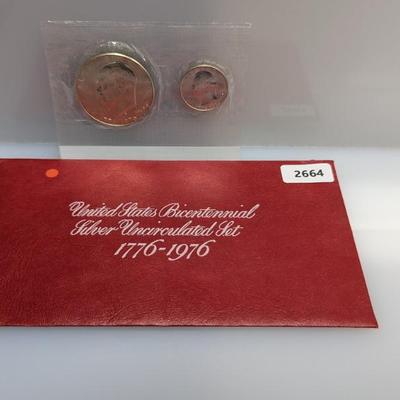 2664
United States Bicentennial
Silver Uncirculated Set
1776-1976